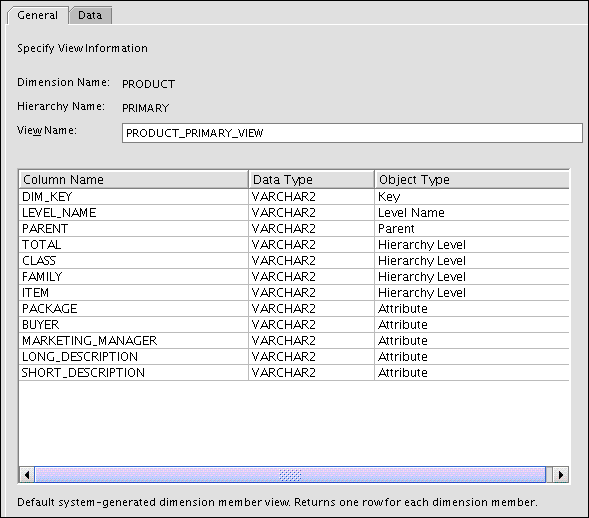 General Data
Specify View Information
Dimension Name: PRODUCT
Hierarchy Name: PRIMARY
View Name: PRODUCT_PRIMARY_VIEW
Column Name Data Type Object Type
DIM_KEY VARCHAR2 Key
LEVEL_NAME VARCHAR2 Level Name
PARENT VARCHAR2 Parent
TOTAL VARCHAR2 Hierarchy Level
CLASS VARCHAR2 Hierarchy Level
FAMILY VARCHAR2 Hierarchy Level
ITEM VARCHAR2 Hierarchy Level
PACKAGE VARCHAR2 Attribute
BUYER VARCHAR2 Attribute
MARKETING_MANAGER VARCHAR2 Attribute
LONG_DESCRIPTION VARCHAR2 Attribute
SHORT_DESCRIPTION VARCHAR2 Attribute
Default system-generated dimension member view. Returns one row for each dimension member.